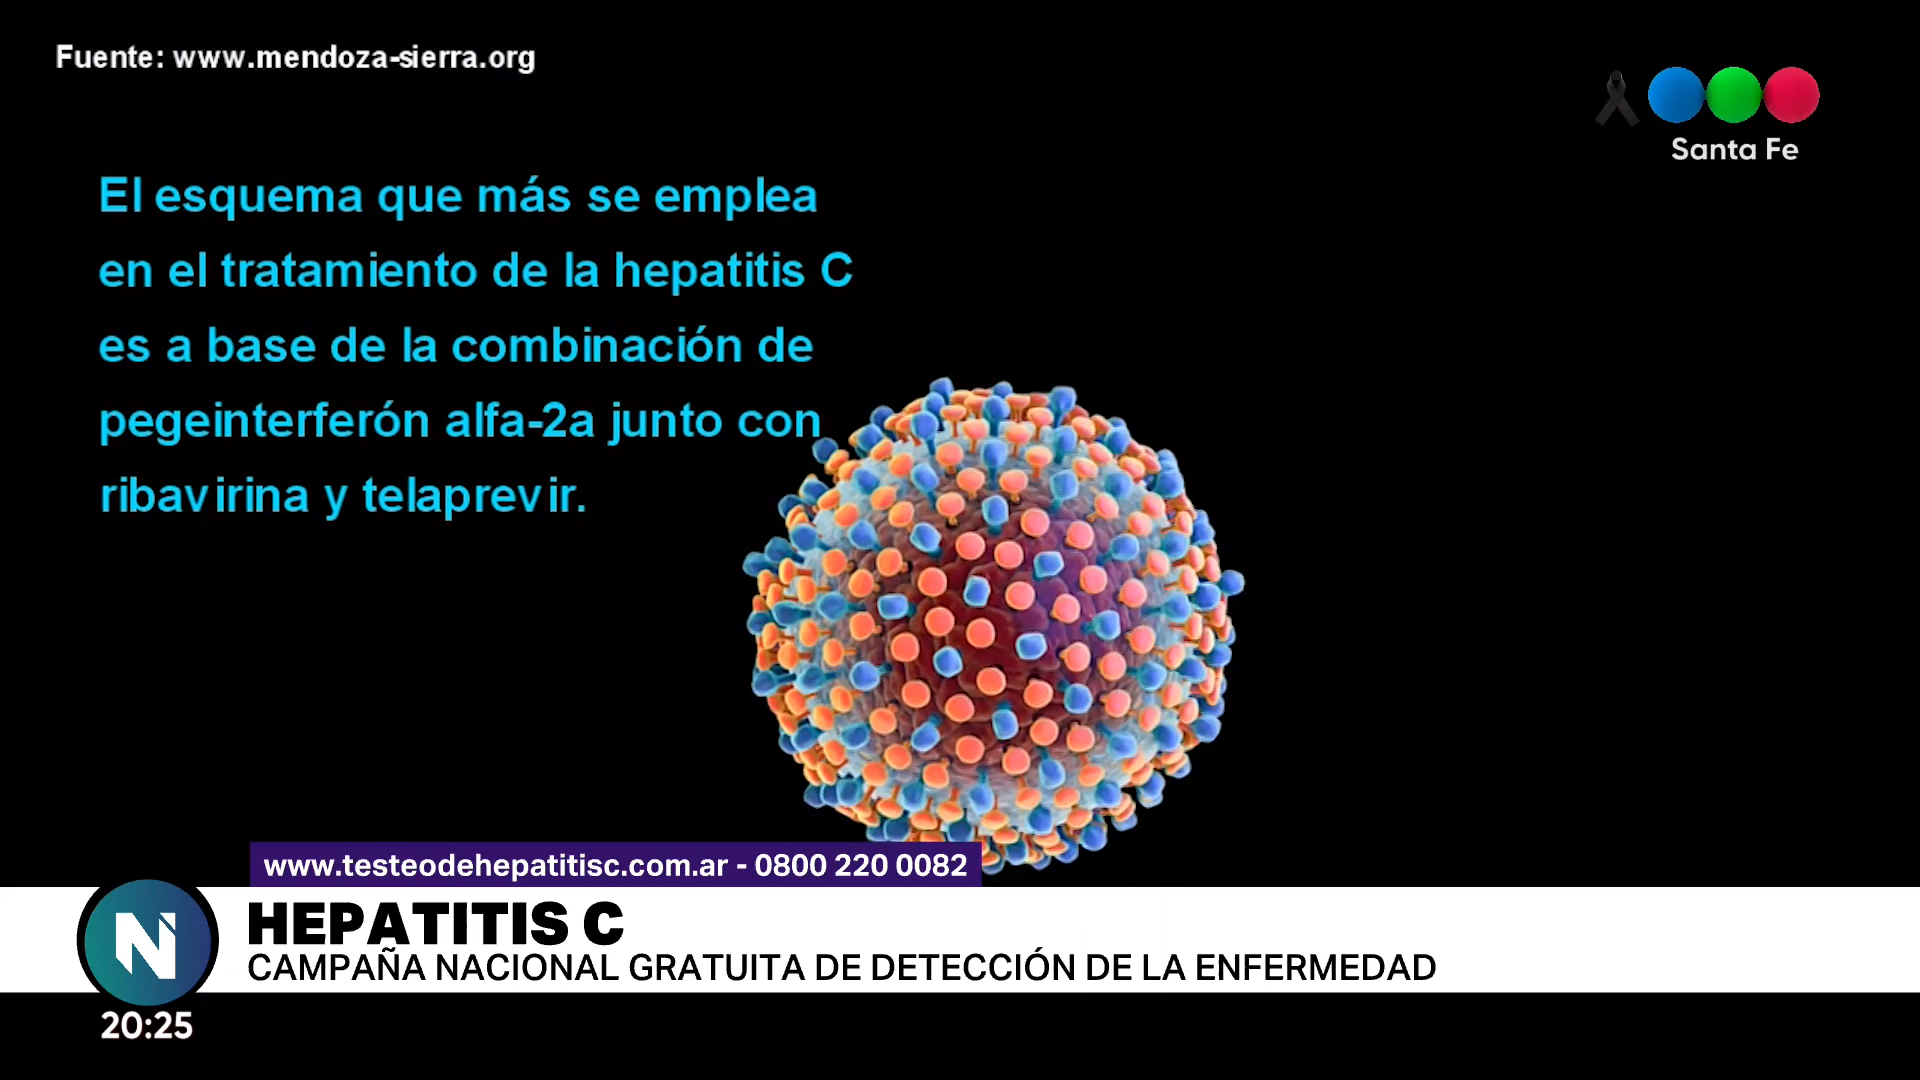 Fuente: www.mendoza-sierra.org
Santa Fe
El esquema que más se emplea
en el tratamiento de la hepatitis C
es a base de la combinación de
pegeinterferón alfa-2a junto con
ribavirina y telaprevir.
www.testeodehepatitisc.com.ar - 0800 220 0082
N
HEPATITIS C
CAMPAÑA NACIONAL GRATUITA DE DETECCIÓN DE LA ENFERMEDAD
20:25